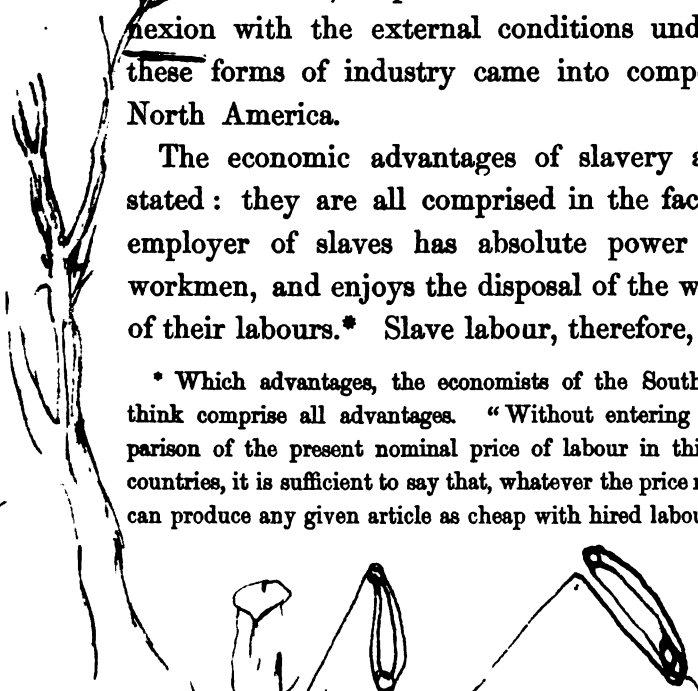 nexion with the external conditions und
these forms of industry came into comp
North America.
The economic advantages of slavery a
stated : they are all comprised in the fac
employer of slaves has absolute power
workmen, and enjoys the disposal of the w
of their labours.* Slave labour, therefore,
* Which advantages, the economists of the South
think comprise all advantages. “Without entering
parison of the present nominal price of labour in thi
countries, it is sufficient to say that, whatever the price
can produce any given article as cheap with hired labou